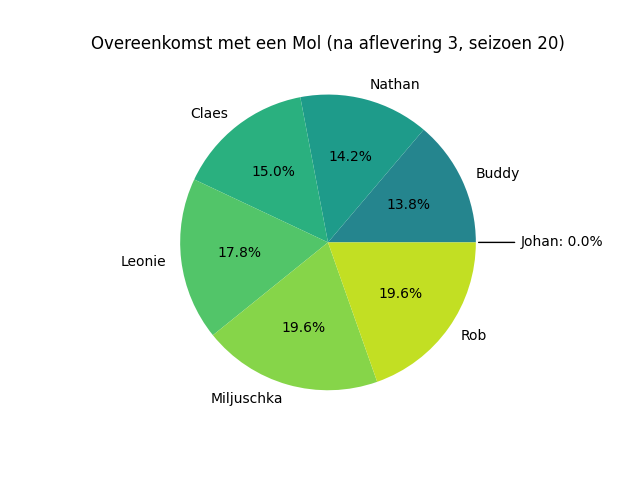 Overeenkomst met een Mol (na aflevering 3, seizoen 20)
Nathan
Claes
14.2%
15.0%
Buddy
13.8%
Johan: 0.0%
17.8%
Leonie
19.6%
19.6%
Rob
Miljuschka